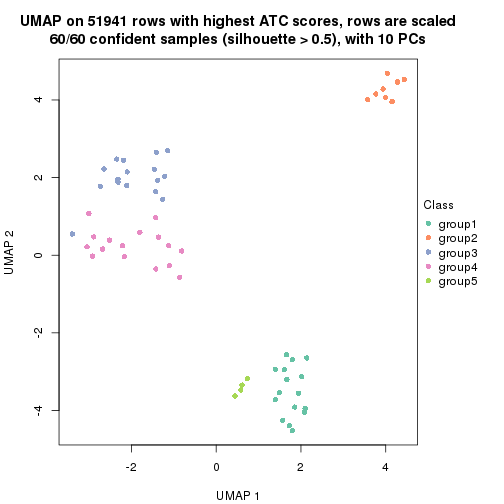 UMAP on 51941 rows with highest ATC scores, rows are scaled
60/60 confident samples (silhouette > 0.5), with 10 PCs
4
2
0
-2
-4
UMAP 2
-2
0
2
4
UMAP 1
Class
group1
group2
group3
group4
group5